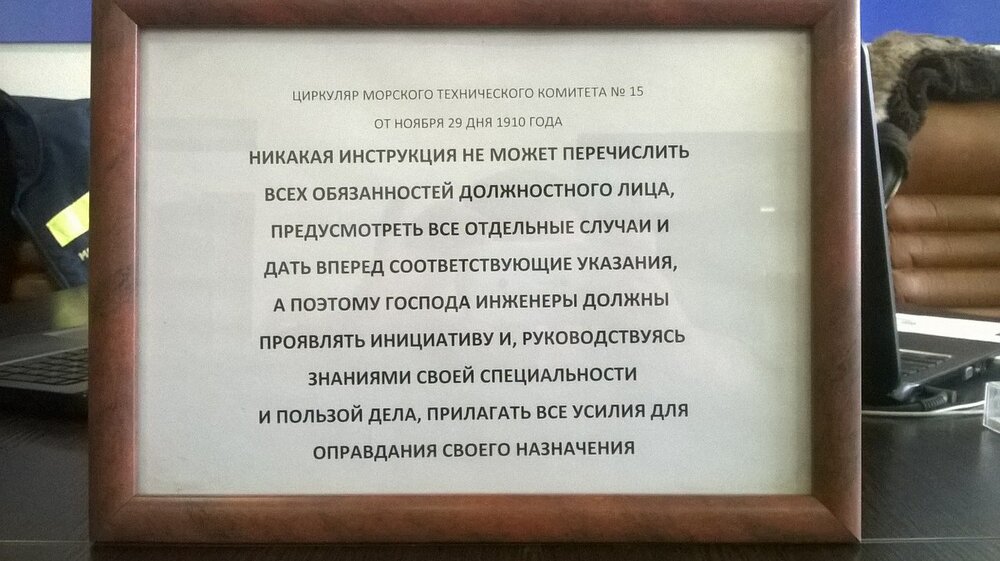 ЦИРКУЛЯР МОРСКОГО ТЕХНИЧЕСКОГО КОМИТЕТА № 15
ОТ НОЯБРЯ 29 ДНЯ 1910 ГОДА
НИКАКАЯ ИНСТРУКЦИЯ НЕ МОЖЕТ ПЕРЕЧИСЛИТЬ
ВСЕХ ОБЯЗАННОСТЕЙ ДОЛЖНОСТНОГО ЛИЦА,
ПРЕДУСМОТРЕТЬ ВСЕ ОТДЕЛЬНЫЕ СЛУЧАИ И
ДАТЬ ВПЕРЕД СООТВЕТСТВУЮЩИЕ УКАЗАНИЯ,
А ПОЭТОМУ ГОСПОДА ИНЖЕНЕРЫ ДОЛЖНЫ
ПРОЯВЛЯТЬ ИНИЦИАТИВУ И, РУКОВОДСТВУЯСЬ
ЗНАНИЯМИ СВОЕЙ СПЕЦИАЛЬНОСТИ
И ПОЛЬЗОЙ ДЕЛА, ПРИЛАГАТЬ ВСЕ УСИЛИЯ ДЛЯ
ОПРАВДАНИЯ СВОЕГО НАЗНАЧЕНИЯ